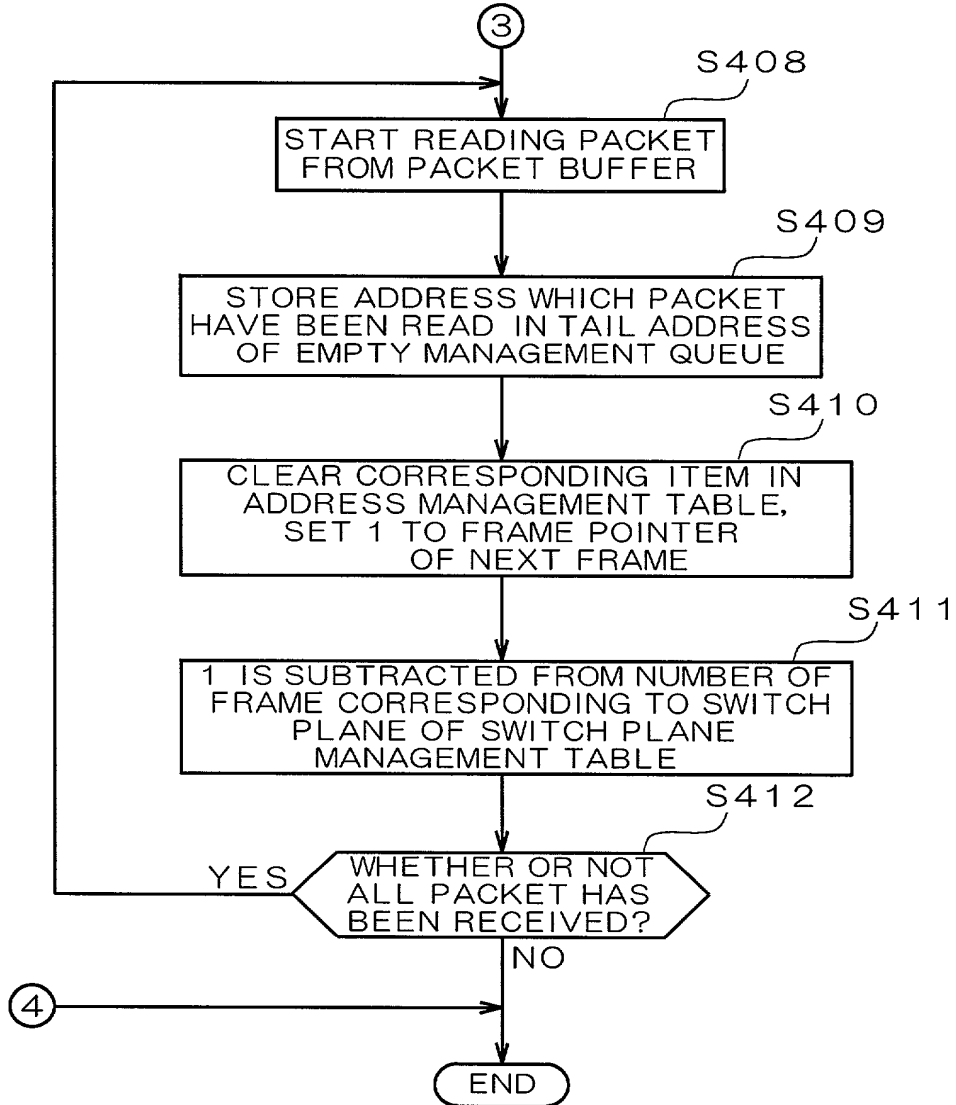 3
S408
START READING PACKET
FROM PACKET BUFFER
S409
STORE ADDRESS WHICH PACKET
HAVE BEEN READ IN TAIL ADDRESS
OF EMPTY MANAGEMENT QUEUE
S410
CLEAR CORRESPONDING ITEM IN
ADDRESS MANAGEMENT TABLE,
SET 1 TO FRAME POINTER
OF NEXT FRAME
S411
1 IS SUBTRACTED FROM NUMBER OF
FRAME CORRESPONDING TO SWITCH
PLANE OF SWITCH PLANE
MANAGEMENT TABLE
S412
YES
WHETHER OR NOT
ALL PACKET HAS
BEEN RECEIVED?
NO
4
END